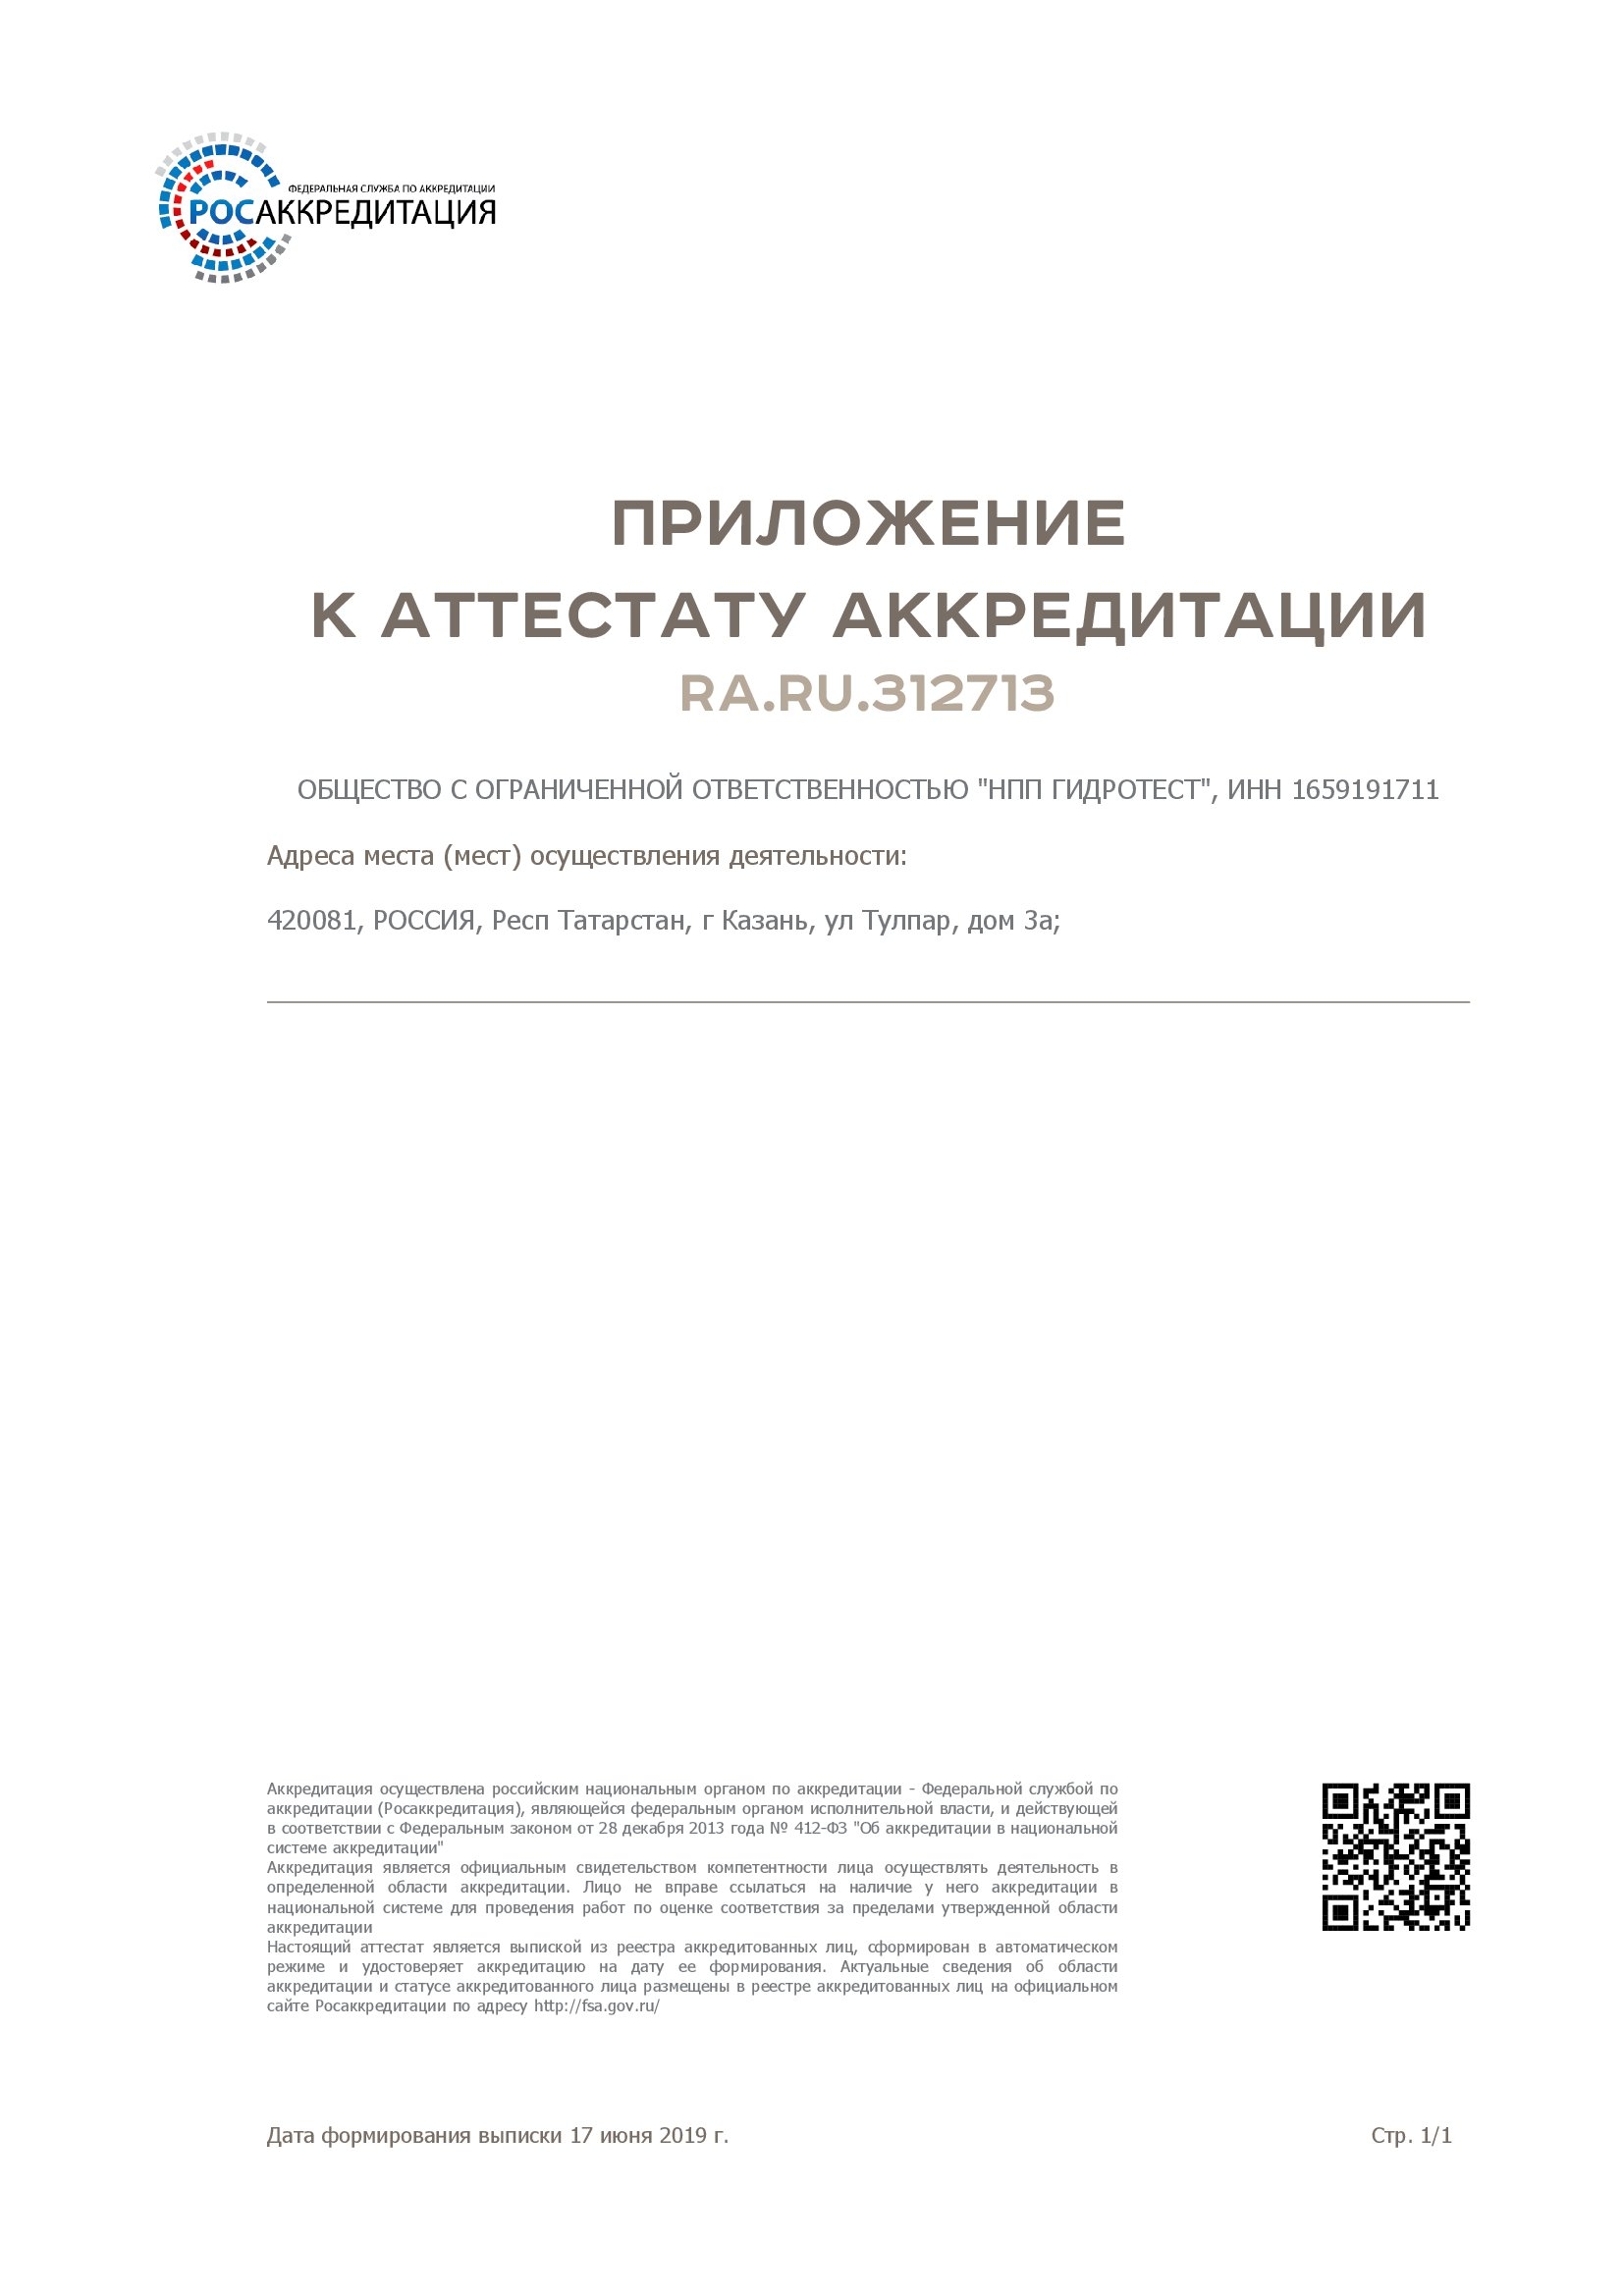 ФЕДЕРАЛЬНАЯ СЛУЖБА ПО АККРЕДИТАЦИИ
РОСАККРЕДИТАЦИЯ
ПРИЛОЖЕНИЕ
К АТТЕСТАТУ АККРЕДИТАЦИИ
RA.RU.312713
ОБЩЕСТВО С ОГРАНИЧЕННОЙ ОТВЕТСТВЕННОСТЬЮ "НПП ГИДРОТЕСТ", ИНН 1659191711
Адреса места (мест) осуществления деятельности:
420081, РОССИЯ, Респ Татарстан, г Казань, ул Тулпар, дом 3а;
Аккредитация осуществлена российским национальным органом по аккредитации - Федеральной службой по
аккредитации (Росаккредитация), являющейся федеральным органом исполнительной власти, и действующей
в соответствии с Федеральным законом от 28 декабря 2013 года № 412-ФЗ "Об аккредитации в национальной
системе аккредитации"
Аккредитация является официальным свидетельством компетентности лица осуществлять деятельность в
определенной области аккредитации. Лицо не вправе ссылаться на наличие у него аккредитации в
национальной системе для проведения работ по оценке соответствия за пределами утвержденной области
аккредитации
Настоящий аттестат является выпиской из реестра аккредитованных лиц, сформирован в автоматическом
режиме и удостоверяет аккредитацию на дату ее формирования. Актуальные сведения об области
аккредитации и статусе аккредитованного лица размещены в реестре аккредитованных лиц на официальном
сайте Росаккредитации по адресу http://fsa.gov.ru/
Дата формирования выписки 17 июня 2019 г.
Стр. 1/1